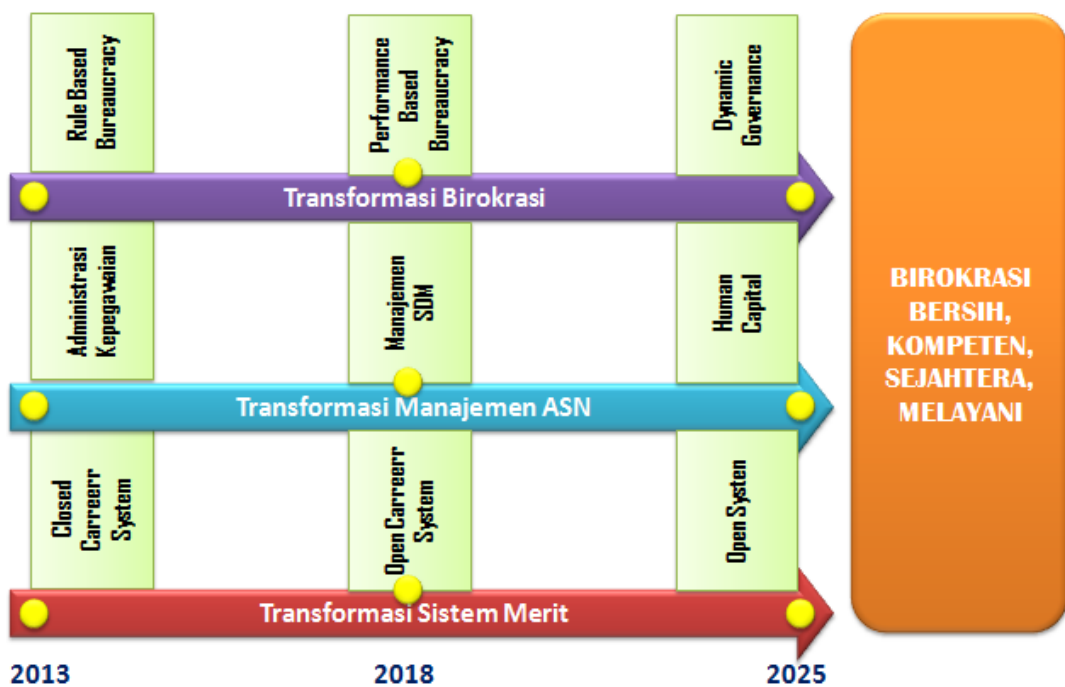 Rule Based
Bureaucracy
Performance
Based
Bureaucracy
Dynamic
Governance
Transformasi Birokrasi
Administrasi
Kepegawaian
Manajemen
SDM
Human
Capital
Transformasi Manajemen ASN
Closed
Carreerr
System
Open Carreerr
System
Open Systen
Transformasi Sistem Merit
2013
2018
2025
BIROKRASI
BERSIH,
KOMPETEN,
SEJAHTERA,
MELAYANI